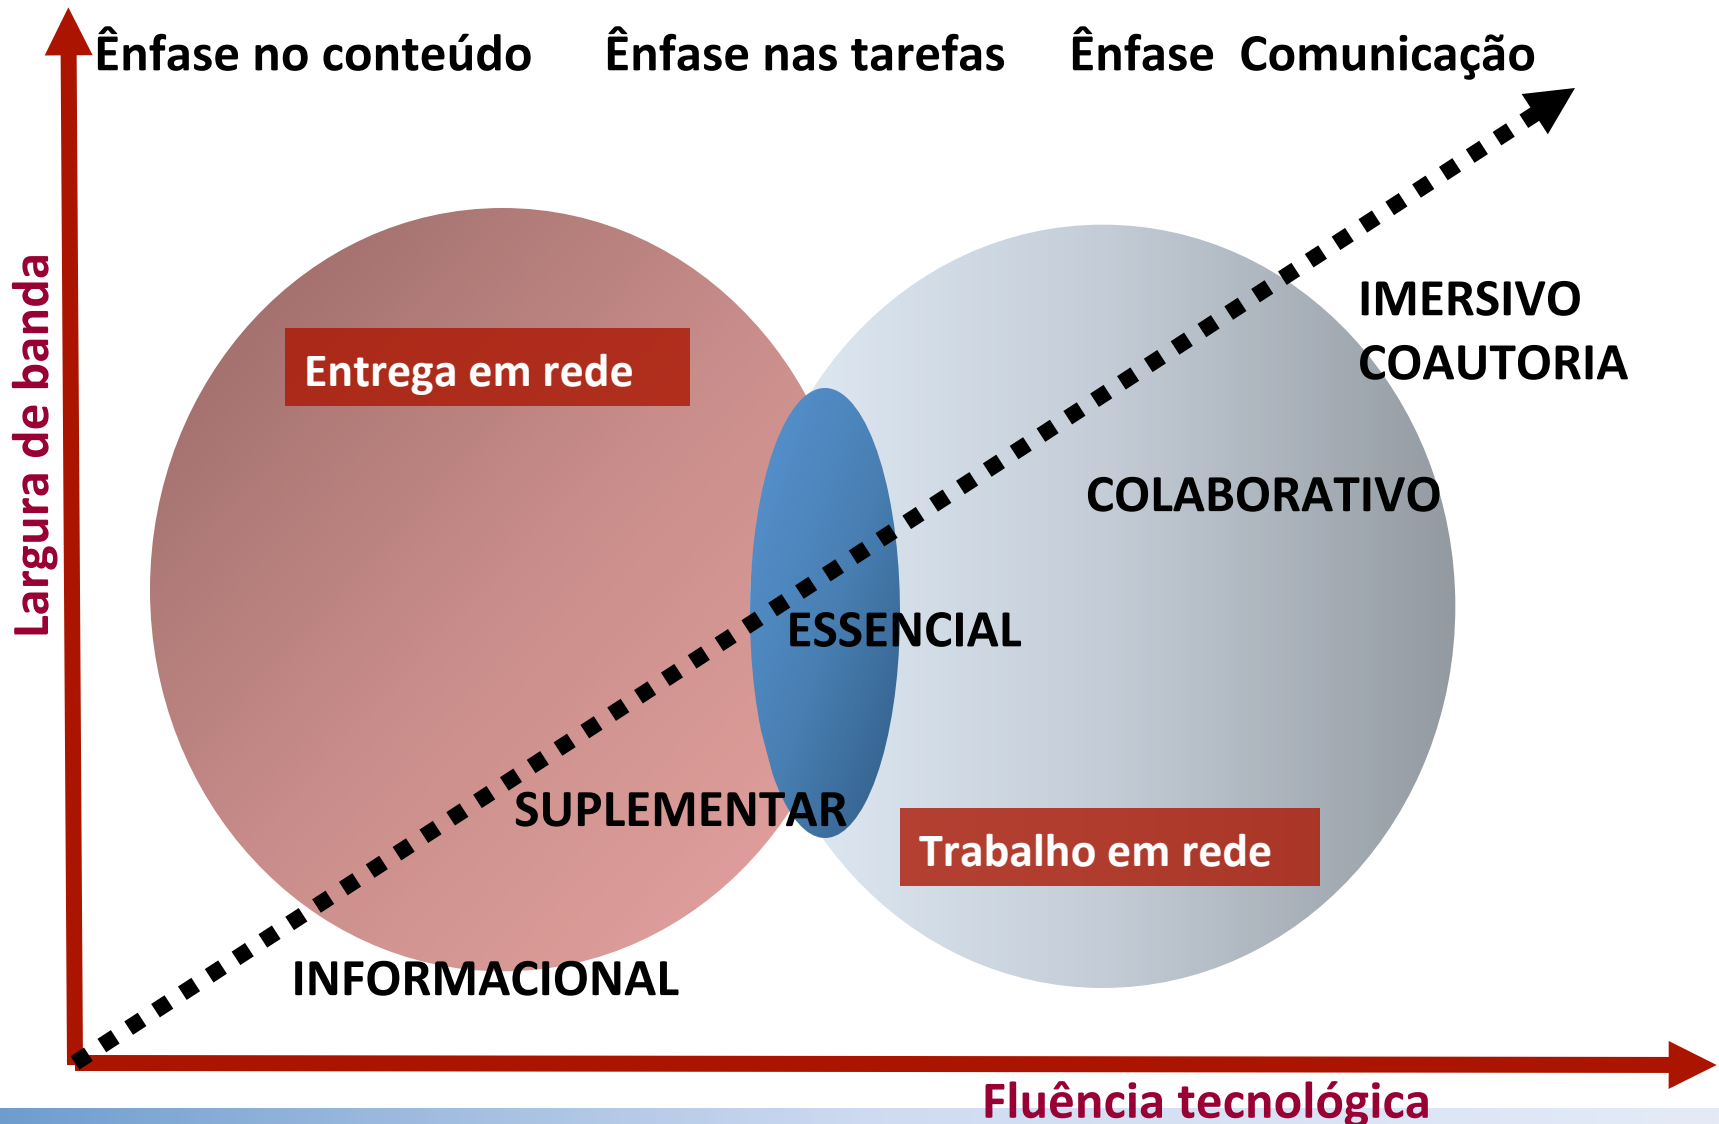 Ênfase no conteúdo
Ênfase nas tarefas
Ênfase Comunicação
Largura de banda
Entrega em rede
IMERSIVO
COAUTORIA
COLABORATIVO
ESSENCIAL
SUPLEMENTAR
Trabalho em rede
INFORMACIONAL
Fluência tecnológica